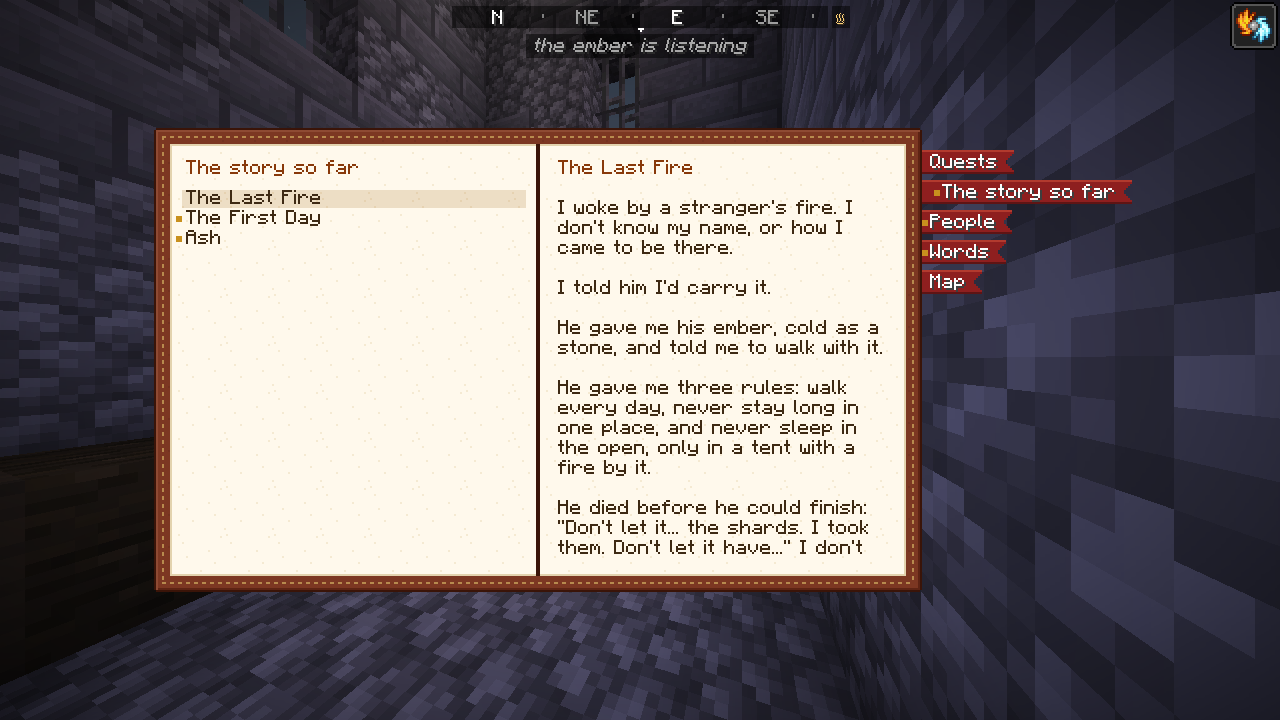 N · NE · E · SE ·
the ember is listening
The story so far
The Last Fire
The First Day
Ash
The Last Fire
I woke by a stranger's fire. I
don't know my name, or how I
came to be there.
I told him I'd carry it.
He gave me his ember, cold as a
stone, and told me to walk with it.
He gave me three rules: walk
every day, never stay long in
one place, and never sleep in
the open, only in a tent with a
fire by it.
He died before he could finish:
"Don't let it... the shards. I took
them. Don't let it have..." I don't
Quests
The story so far
People
Words
Map